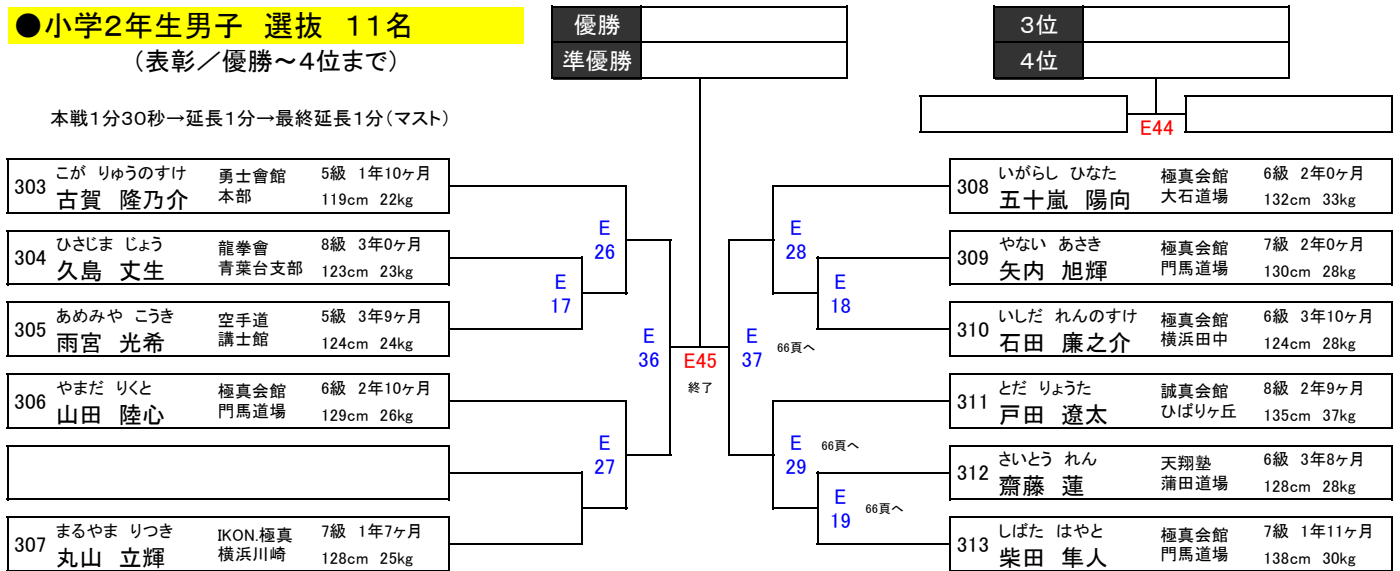 ●小学2年生男子 選抜 11名
(表彰／優勝～4位まで)
本戦1分30秒→延長1分→最終延長1分(マスト)
優勝
準優勝
3位
4位
E44
303 こが りゅうのすけ 勇士會館 5級 1年10ヶ月
古賀 隆乃介 本部 119cm 22kg
304 ひさじま じょう 龍拳會 8級 3年0ヶ月
久島 丈生 青葉台支部 123cm 23kg
305 あめみや こうき 空手道 5級 3年9ヶ月
雨宮 光希 講士館 124cm 24kg
306 やまだ りくと 極真会館 6級 2年10ヶ月
山田 陸心 門馬道場 129cm 26kg
307 まるやま りつき IKON.極真 7級 1年7ヶ月
丸山 立輝 横浜川崎 128cm 25kg
E
26
E
17
E
36
E
27
E45
終了
E
37
66頁へ
E
28
E
18
E
29
66頁へ
E
19
66頁へ
308 いがらし ひなた 極真会館 6級 2年0ヶ月
五十嵐 陽向 大石道場 132cm 33kg
309 やない あさき 極真会館 7級 2年0ヶ月
矢内 旭輝 門馬道場 130cm 28kg
310 いしだ れんのすけ 極真会館 6級 3年10ヶ月
石田 廉之介 横浜田中 124cm 28kg
311 とだ りょうた 誠真会館 8級 2年9ヶ月
戸田 遼太 ひばりヶ丘 135cm 37kg
312 さいとう れん 天翔塾 6級 3年8ヶ月
齋藤 蓮 蒲田道場 128cm 28kg
313 しばた はやと 極真会館 7級 1年11ヶ月
柴田 隼人 門馬道場 138cm 30kg